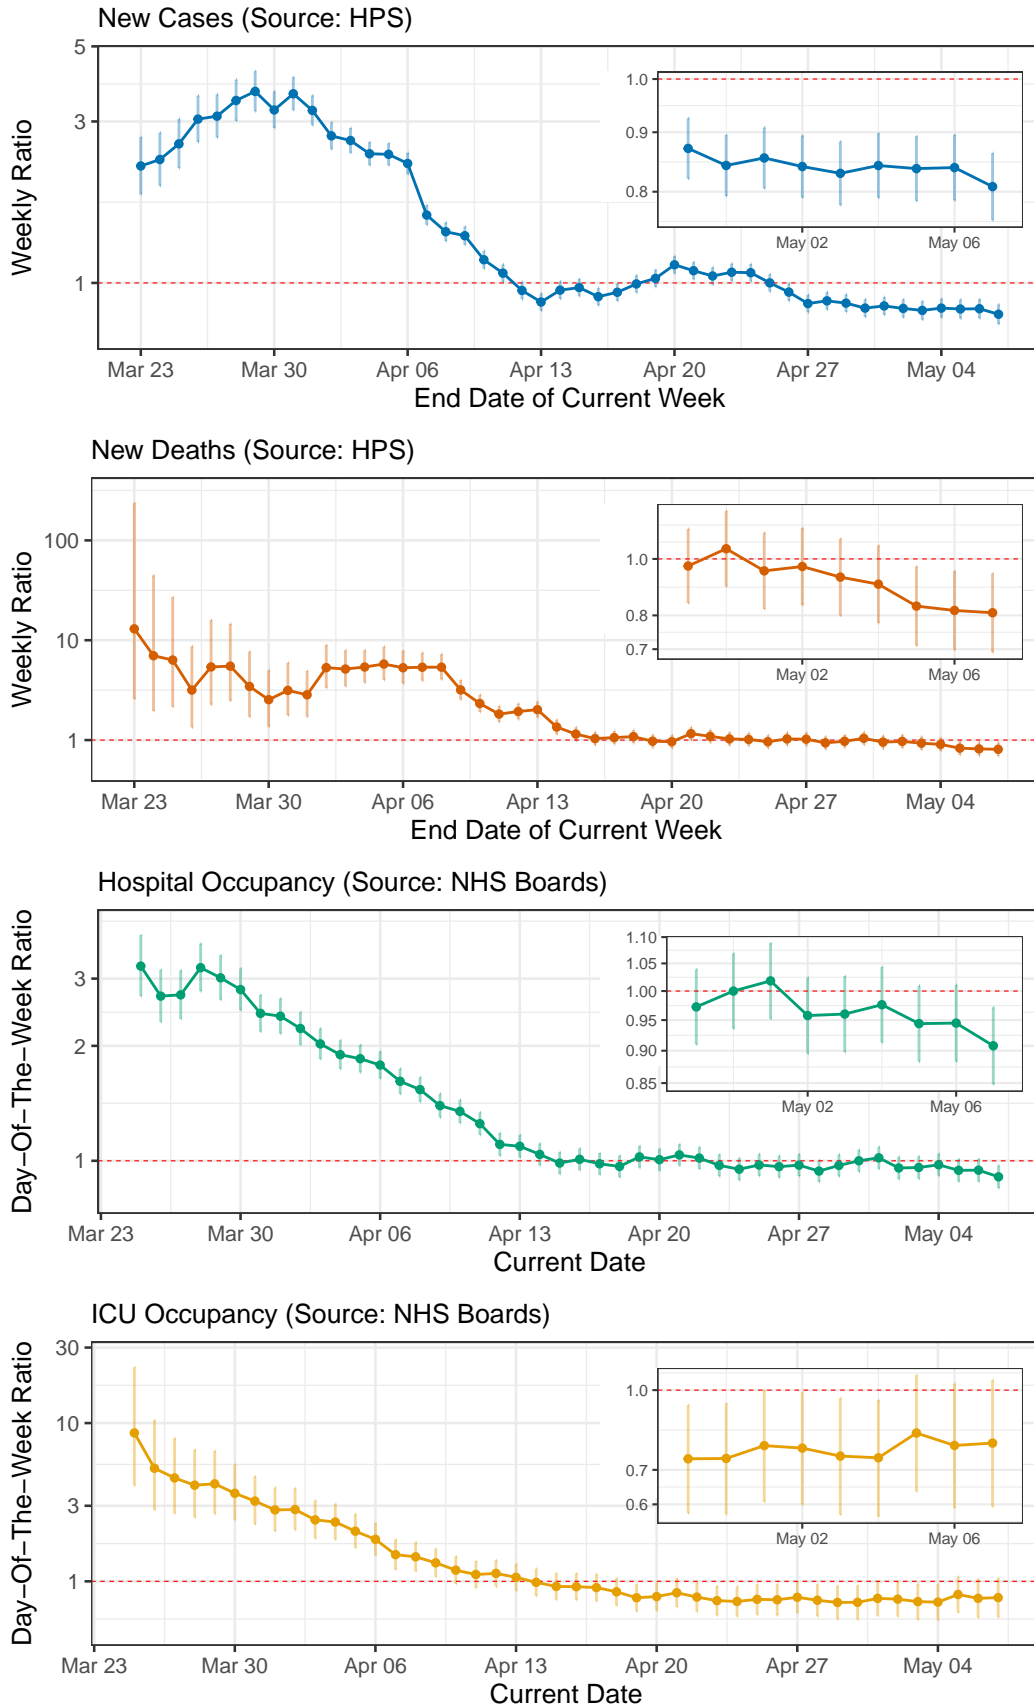 New Cases (Source: HPS)
Weekly Ratio
5
3
1
1.0
0.9
0.8
May 02 May 06
Mar 23 Mar 30 Apr 06 Apr 13 Apr 20 Apr 27 May 04
End Date of Current Week
New Deaths (Source: HPS)
Weekly Ratio
100
10
1
1.0
0.8
0.7
May 02 May 06
Mar 23 Mar 30 Apr 06 Apr 13 Apr 20 Apr 27 May 04
End Date of Current Week
Hospital Occupancy (Source: NHS Boards)
Day−Of−The−Week Ratio
3
2
1
1.10
1.05
1.00
0.95
0.90
0.85
May 02 May 06
Mar 23 Mar 30 Apr 06 Apr 13 Apr 20 Apr 27 May 04
Current Date
ICU Occupancy (Source: NHS Boards)
Day−Of−The−Week Ratio
30
10
3
1
1.0
0.7
0.6
May 02 May 06
Mar 23 Mar 30 Apr 06 Apr 13 Apr 20 Apr 27 May 04
Current Date